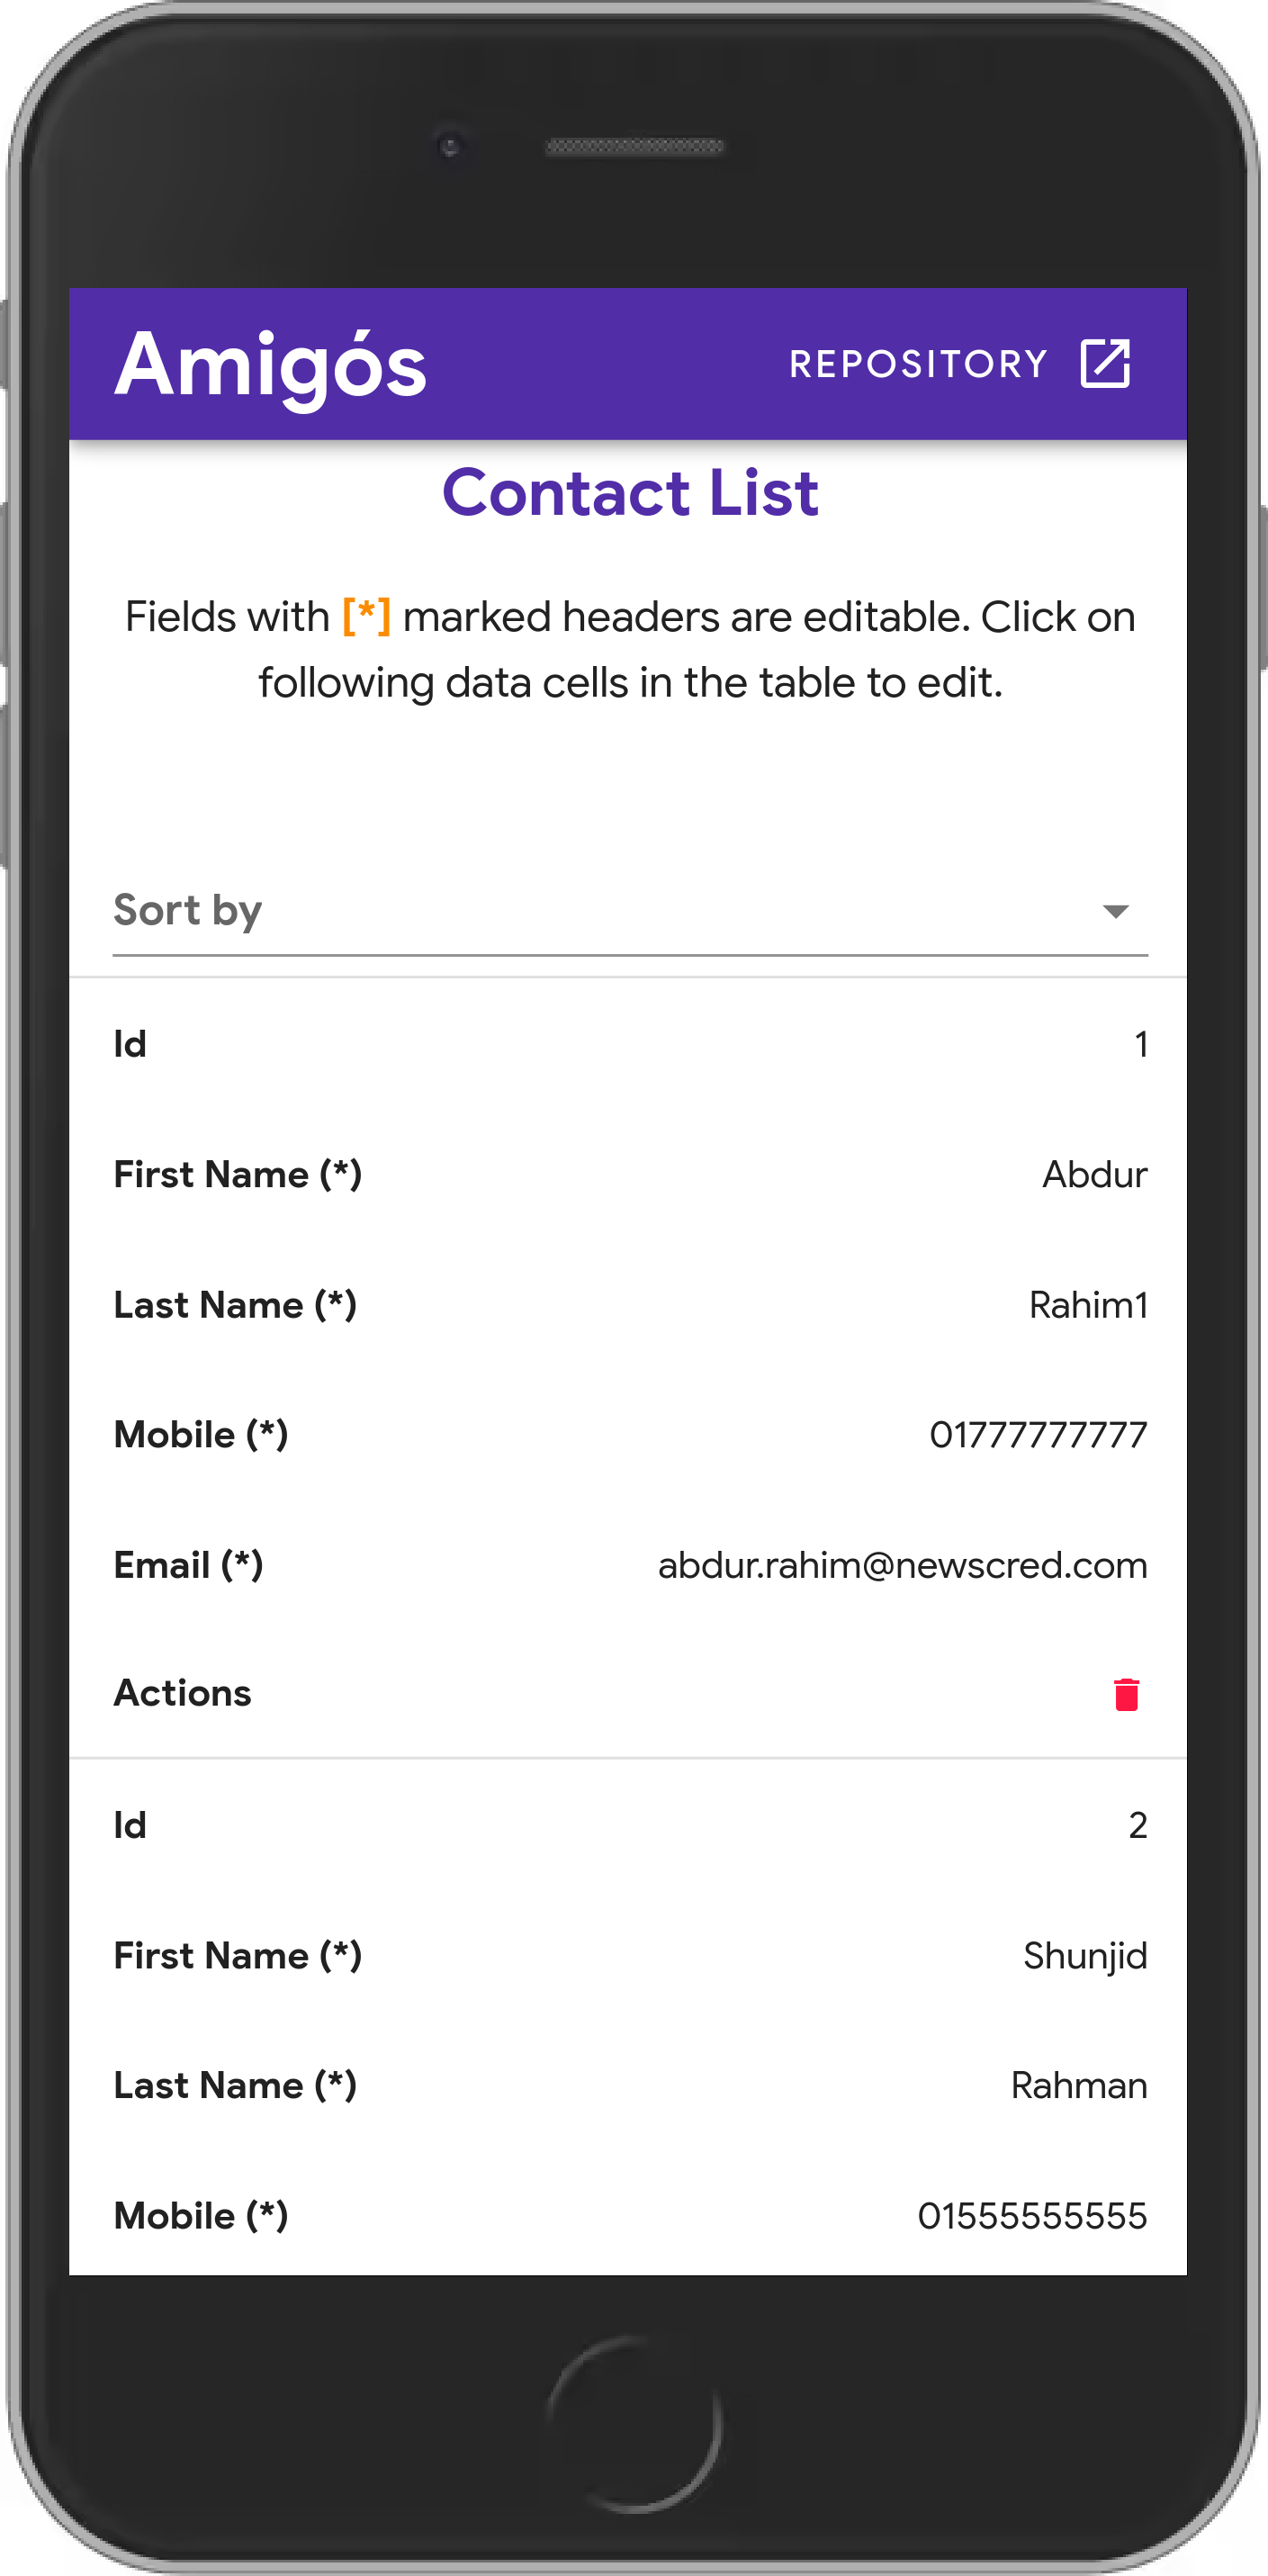 Amigós
REPOSITORY
Contact List
Fields with [*] marked headers are editable. Click on
following data cells in the table to edit.
Sort by
Id 1
First Name (*) Abdur
Last Name (*) Rahim1
Mobile (*) 01777777777
Email (*) abdur.rahim@newscred.com
Actions
Id 2
First Name (*) Shunjid
Last Name (*) Rahman
Mobile (*) 01555555555